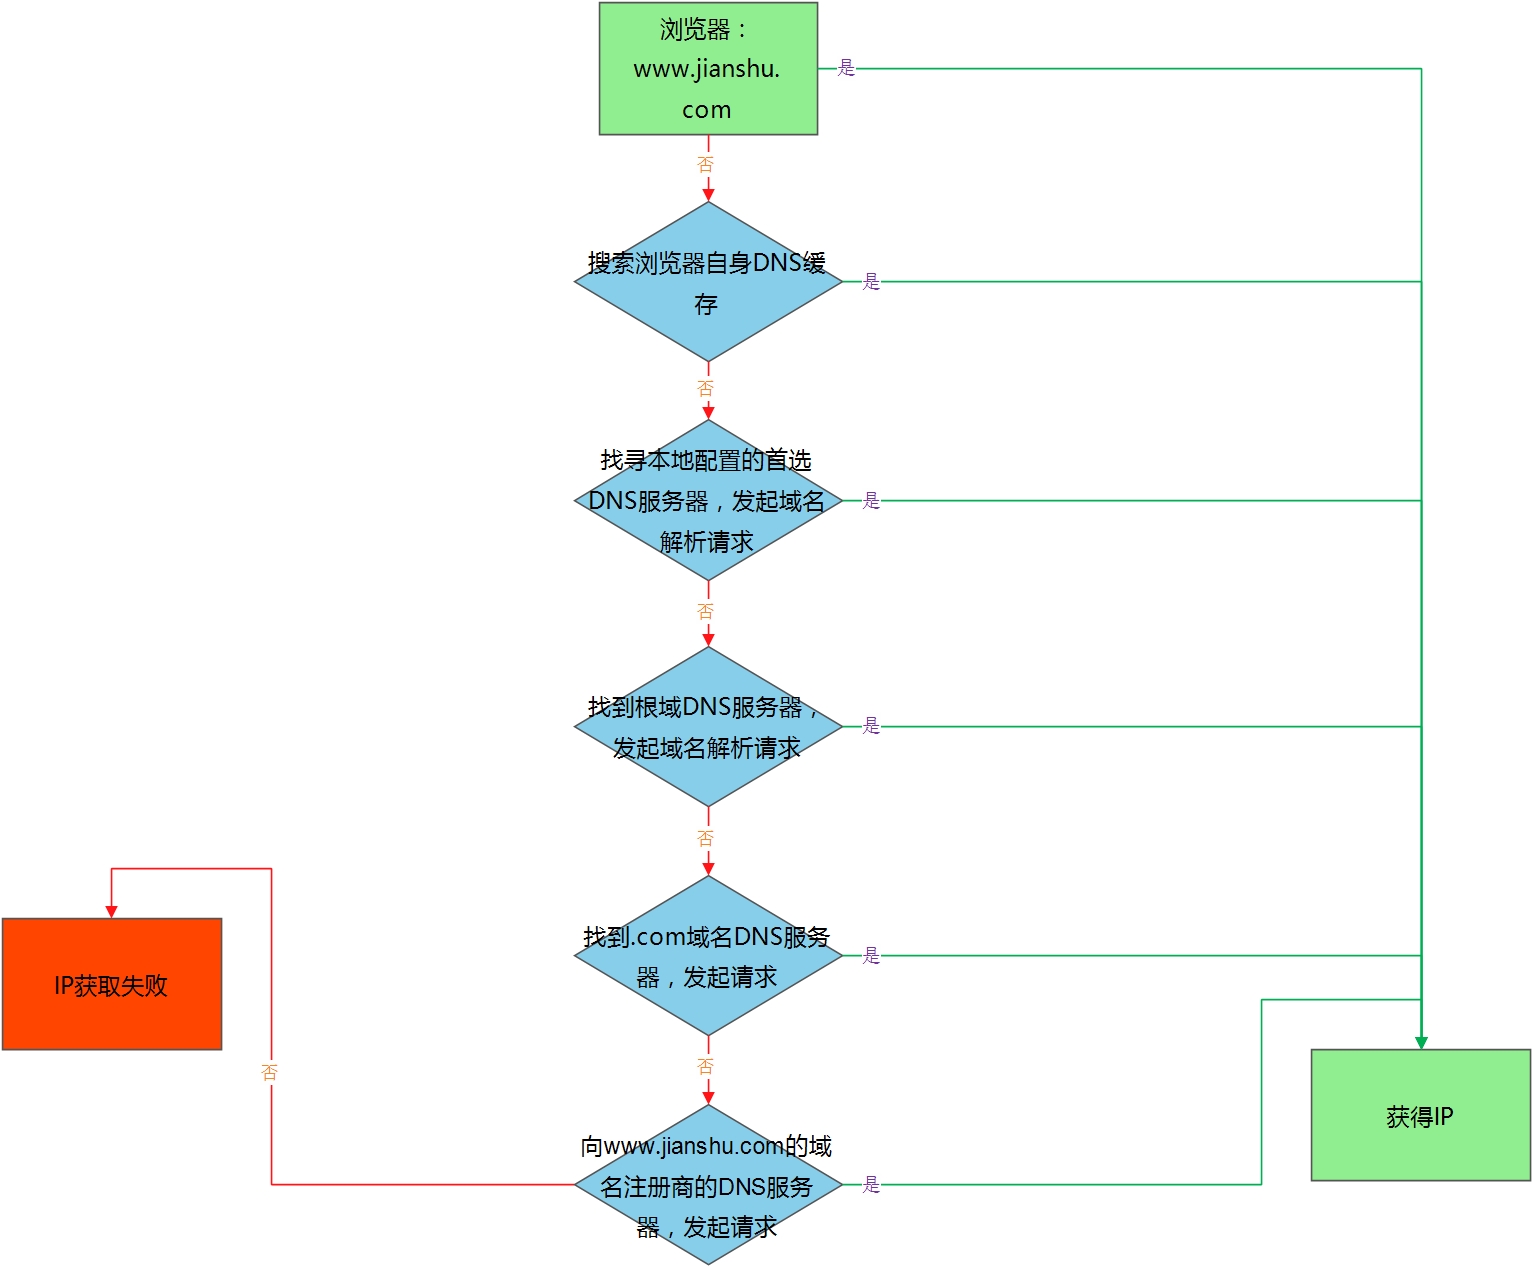 浏览器：
www.jianshu.
com
是
否
搜索浏览器自身DNS缓
存
是
否
找寻本地配置的首选
DNS服务器，发起域名
解析请求
是
否
找到根域DNS服务器，
发起域名解析请求
是
否
找到.com域名DNS服务
器，发起请求
是
IP获取失败
否
否
获得IP
向www.jianshu.com的域
名注册商的DNS服务
器，发起请求
是